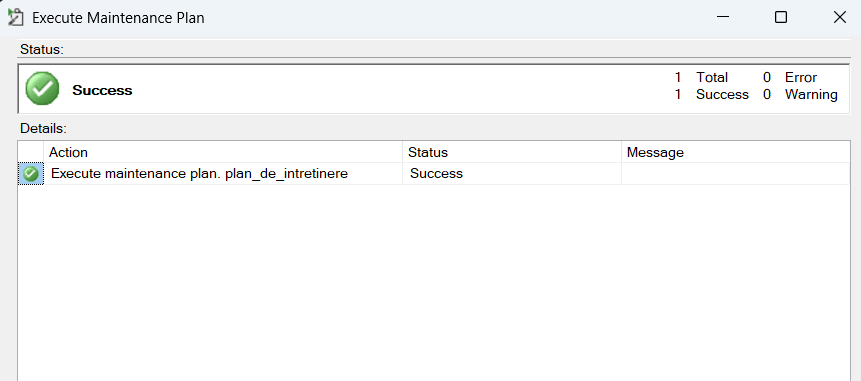 Execute Maintenance Plan
Status:
Success
1 Total 0 Error
1 Success 0 Warning
Details:
Action Status Message
Execute maintenance plan. plan_de_intretinere Success